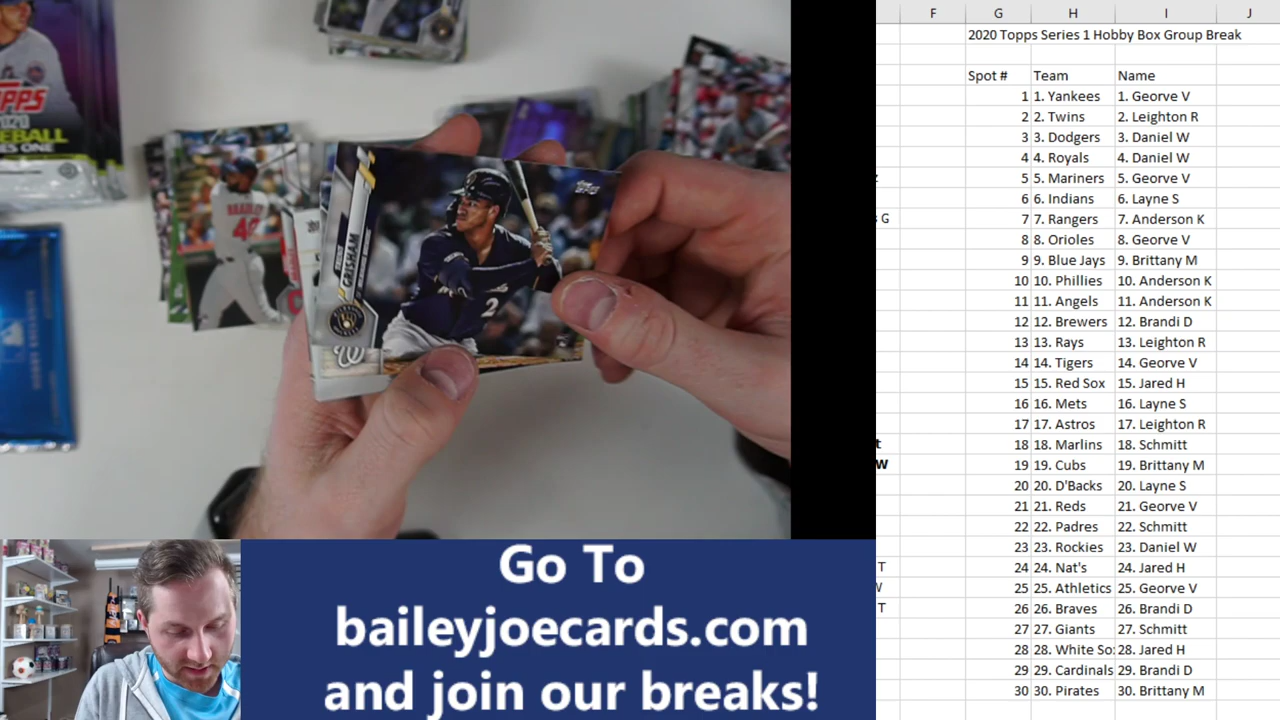 F G H I J
2020 Topps Series 1 Hobby Box Group Break
Spot # Team Name
1 1. Yankees 1. Georve V
2 2. Twins 2. Leighton R
3 3. Dodgers 3. Daniel W
4 4. Royals 4. Daniel W
5 5. Mariners 5. Georve V
6 6. Indians 6. Layne S
G 7 7. Rangers 7. Anderson K
8 8. Orioles 8. Georve V
9 9. Blue Jays 9. Brittany M
10 10. Phillies 10. Anderson K
11 11. Angels 11. Anderson K
12 12. Brewers 12. Brandi D
13 13. Rays 13. Leighton R
14 14. Tigers 14. Georve V
15 15. Red Sox 15. Jared H
16 16. Mets 16. Layne S
17 17. Astros 17. Leighton R
t 18 18. Marlins 18. Schmitt
W 19 19. Cubs 19. Brittany M
20 20. D'Backs 20. Layne S
21 21. Reds 21. Georve V
22 22. Padres 22. Schmitt
23 23. Rockies 23. Daniel W
T 24 24. Nat's 24. Jared H
25 25. Athletics 25. Georve V
T 26 26. Braves 26. Brandi D
27 27. Giants 27. Schmitt
28 28. White So 28. Jared H
29 29. Cardinals 29. Brandi D
30 30. Pirates 30. Brittany M
TOPPS
2020
GRISHAM
topps
2
BRADLEY
Go To
baileyjoecards.com
and join our breaks!